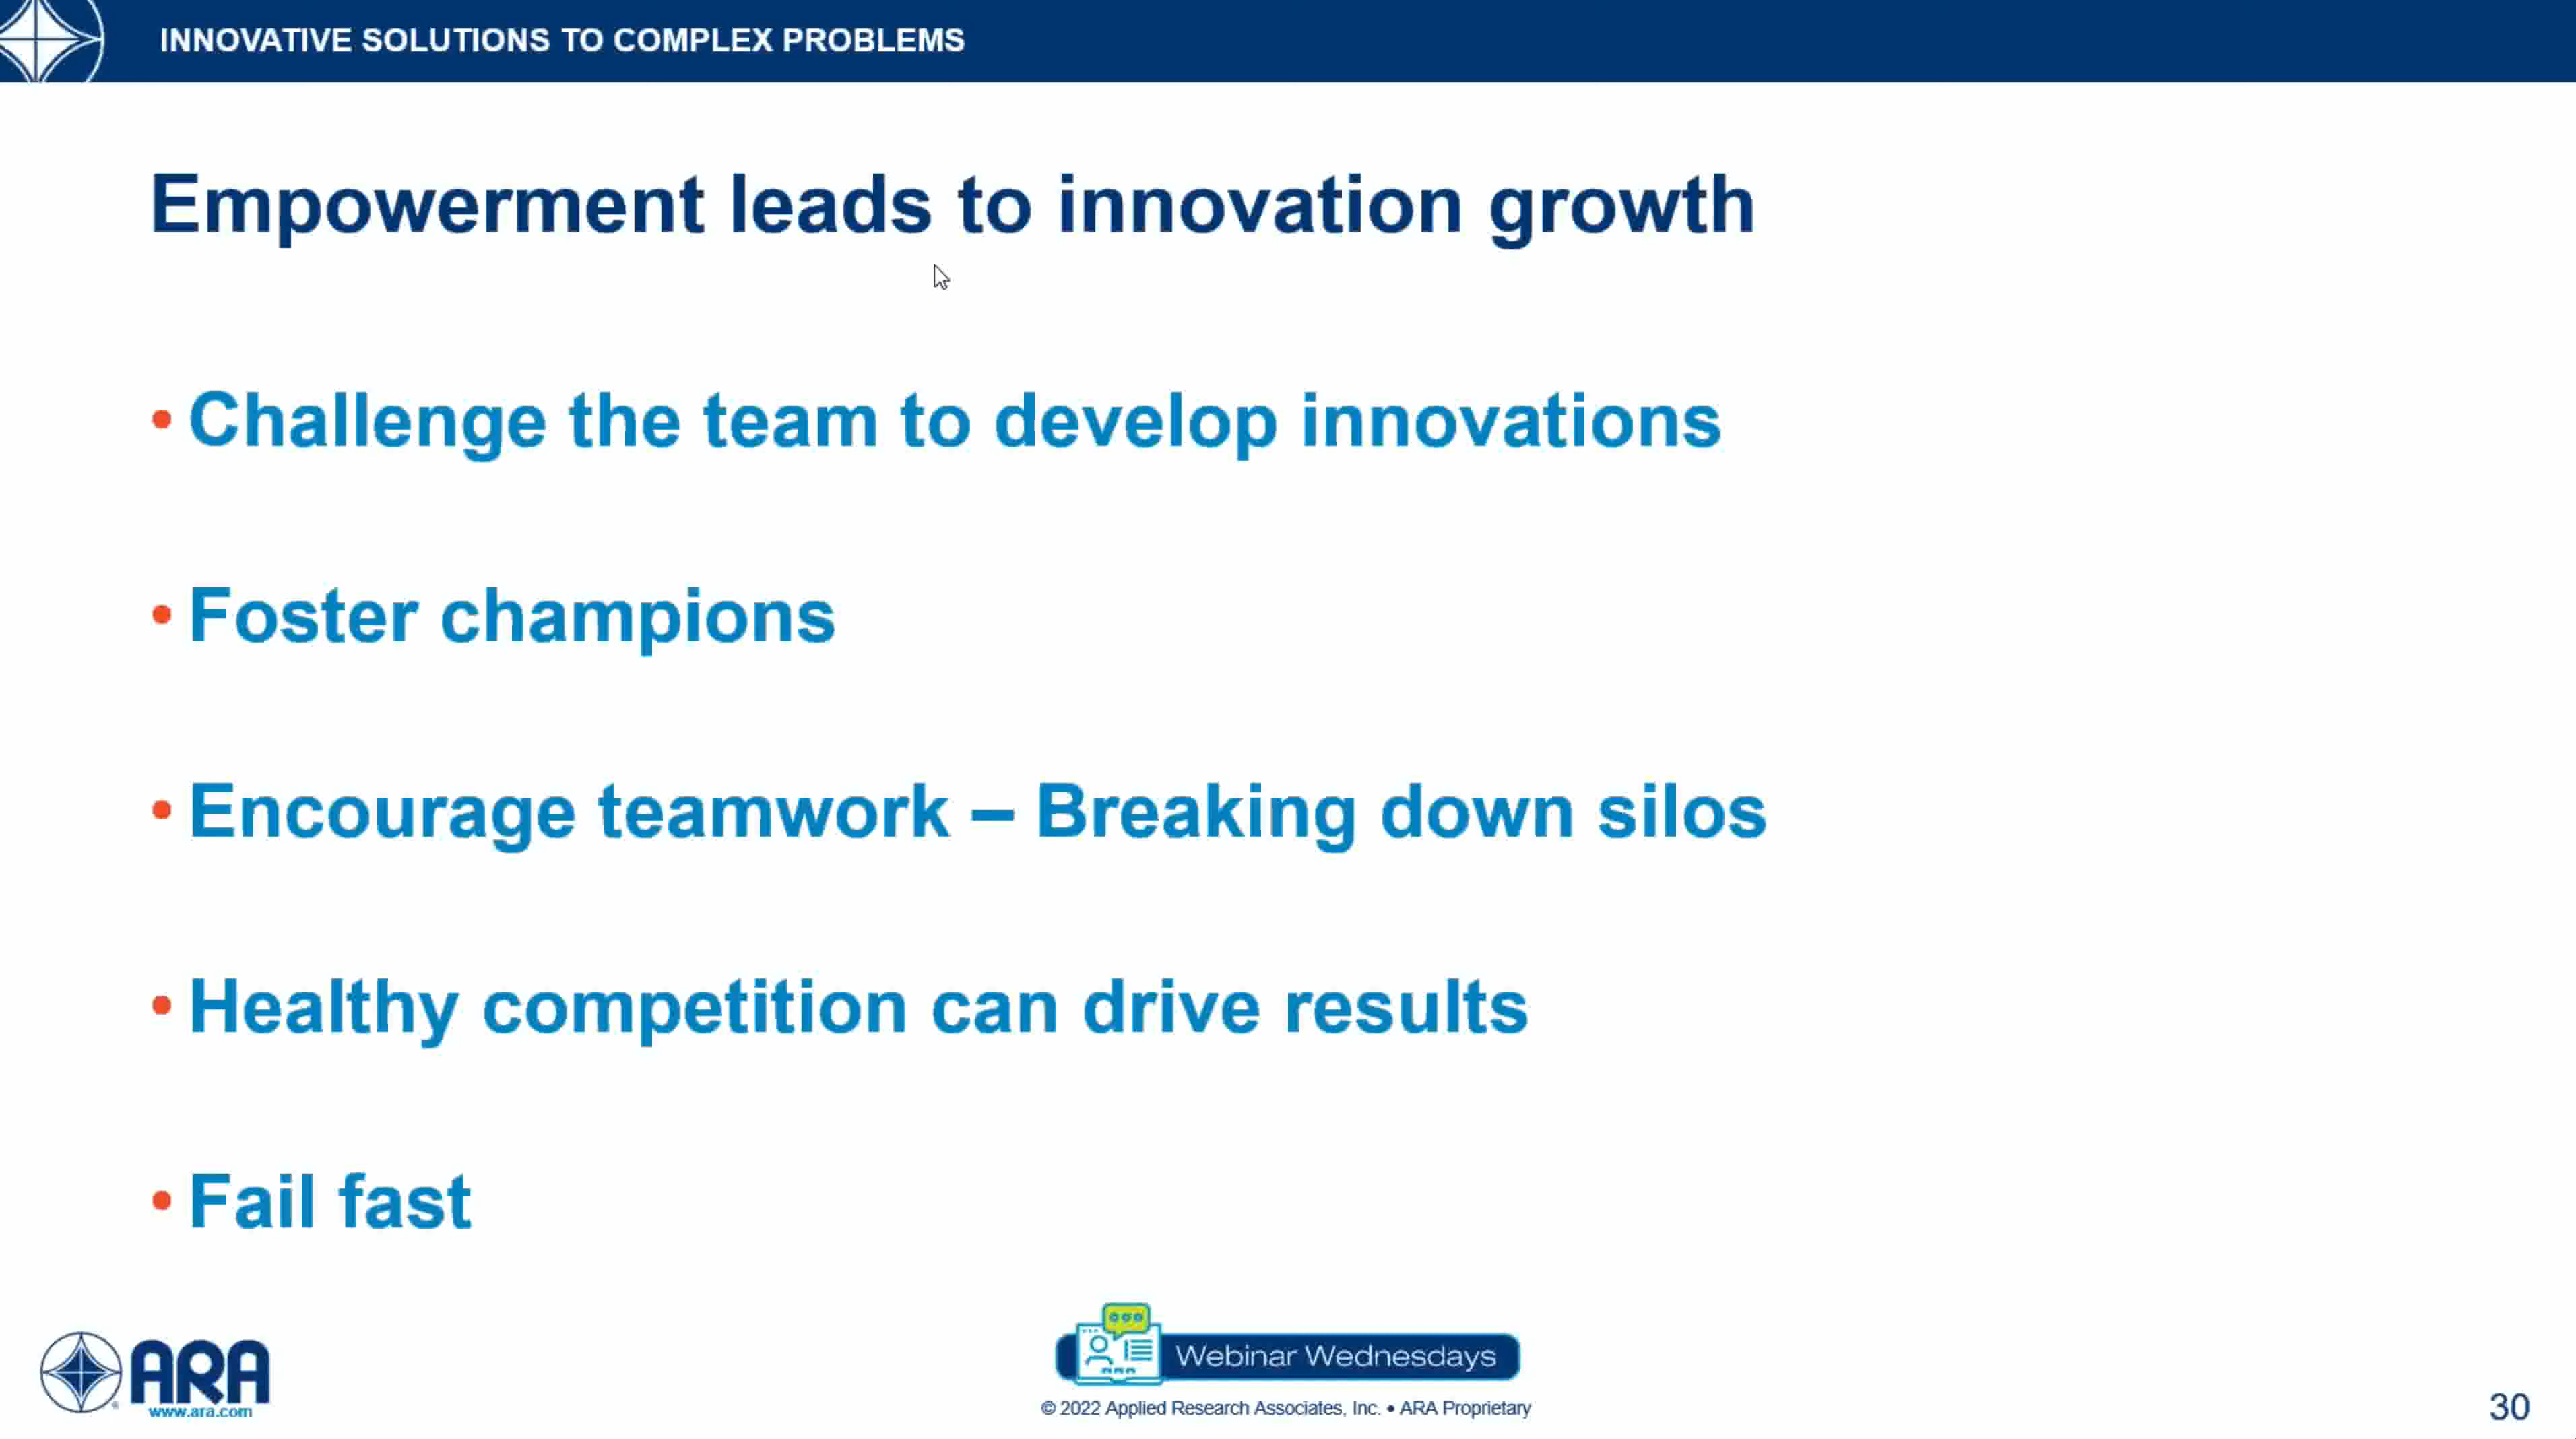 INNOVATIVE SOLUTIONS TO COMPLEX PROBLEMS
Empowerment leads to innovation growth
• Challenge the team to develop innovations
• Foster champions
• Encourage teamwork – Breaking down silos
• Healthy competition can drive results
• Fail fast
ARA
®
www.ara.com
Webinar Wednesdays
© 2022 Applied Research Associates, Inc. • ARA Proprietary
30